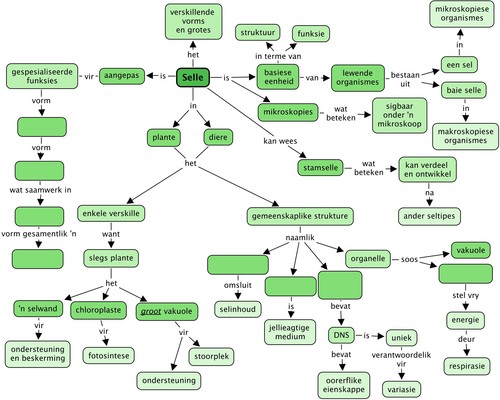 verskillende
vorms
en grotes
het
struktuur
funksie
in terme van
mikroskopiese
organismes
in
gespesialiseerde
funksies
vir
aangepas
is
Selle
is
basiese
eenheid
van
lewende
organismes
bestaan
uit
een sel
baie selle
in
makroskopiese
organismes
vorm
mikroskopies
wat
beteken
sigbaar
onder 'n
mikroskoop
in
plante
diere
kan wees
vorm
stamselle
wat
beteken
kan verdeel
en ontwikkel
na
ander seltipes
het
wat saamwerk in
vorm gesamentlik 'n
enkele verskille
want
slegs plante
het
'n selwand
chloroplaste
groot vakuole
vir
vir
vir
ondersteuning
en beskerming
fotosintese
stoorplek
ondersteuning
gemeenskaplike strukture
naamlik
organelle
soos
vakuole
omsluit
selinhoud
is
jellieagtige
medium
bevat
DNS
is
uniek
bevat
verantwoordelik
vir
oorerflike
eienskappe
variasie
stel vry
energie
deur
respirasie